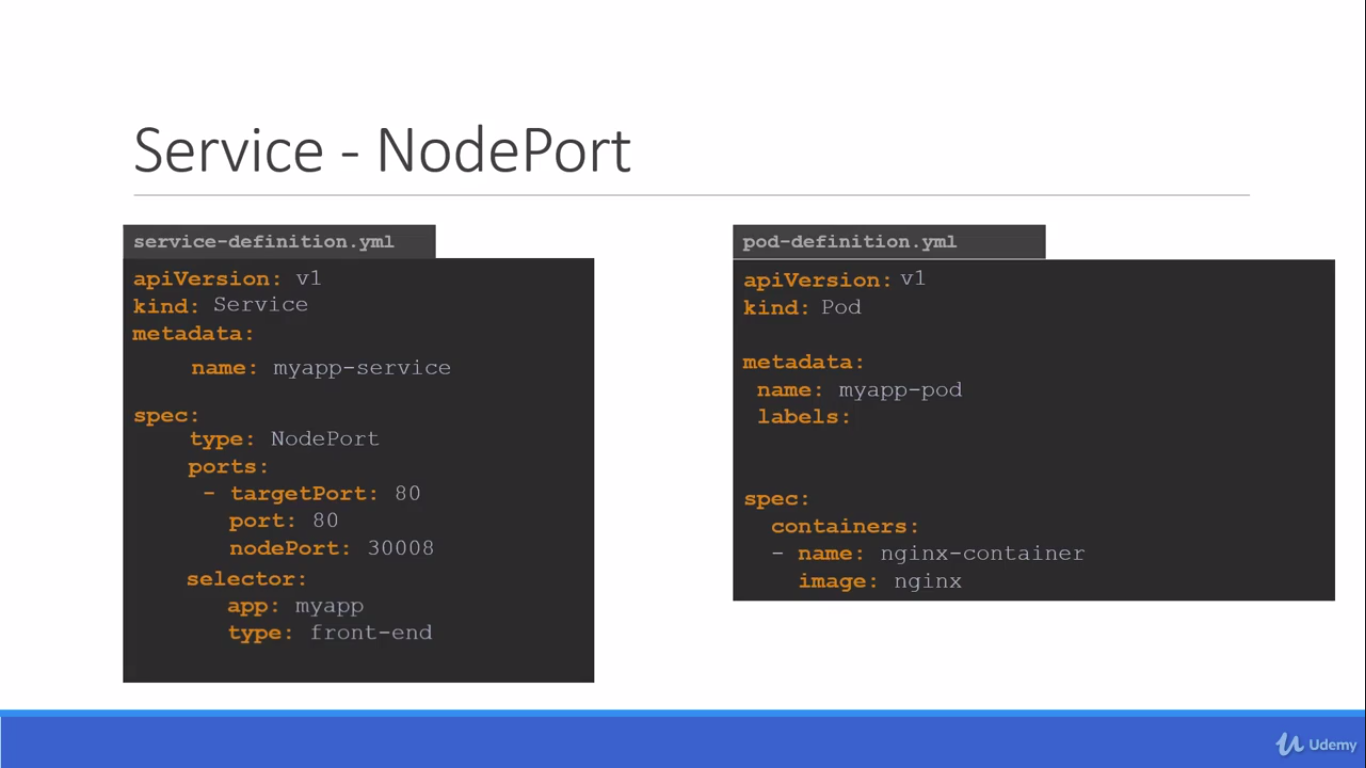 Service - NodePort
service-definition.yml
apiVersion: v1
kind: Service
metadata:
name: myapp-service
spec:
type: NodePort
ports:
- targetPort: 80
port: 80
nodePort: 30008
selector:
app: myapp
type: front-end
pod-definition.yml
apiVersion: v1
kind: Pod
metadata:
name: myapp-pod
labels:
spec:
containers:
- name: nginx-container
image: nginx
Udemy